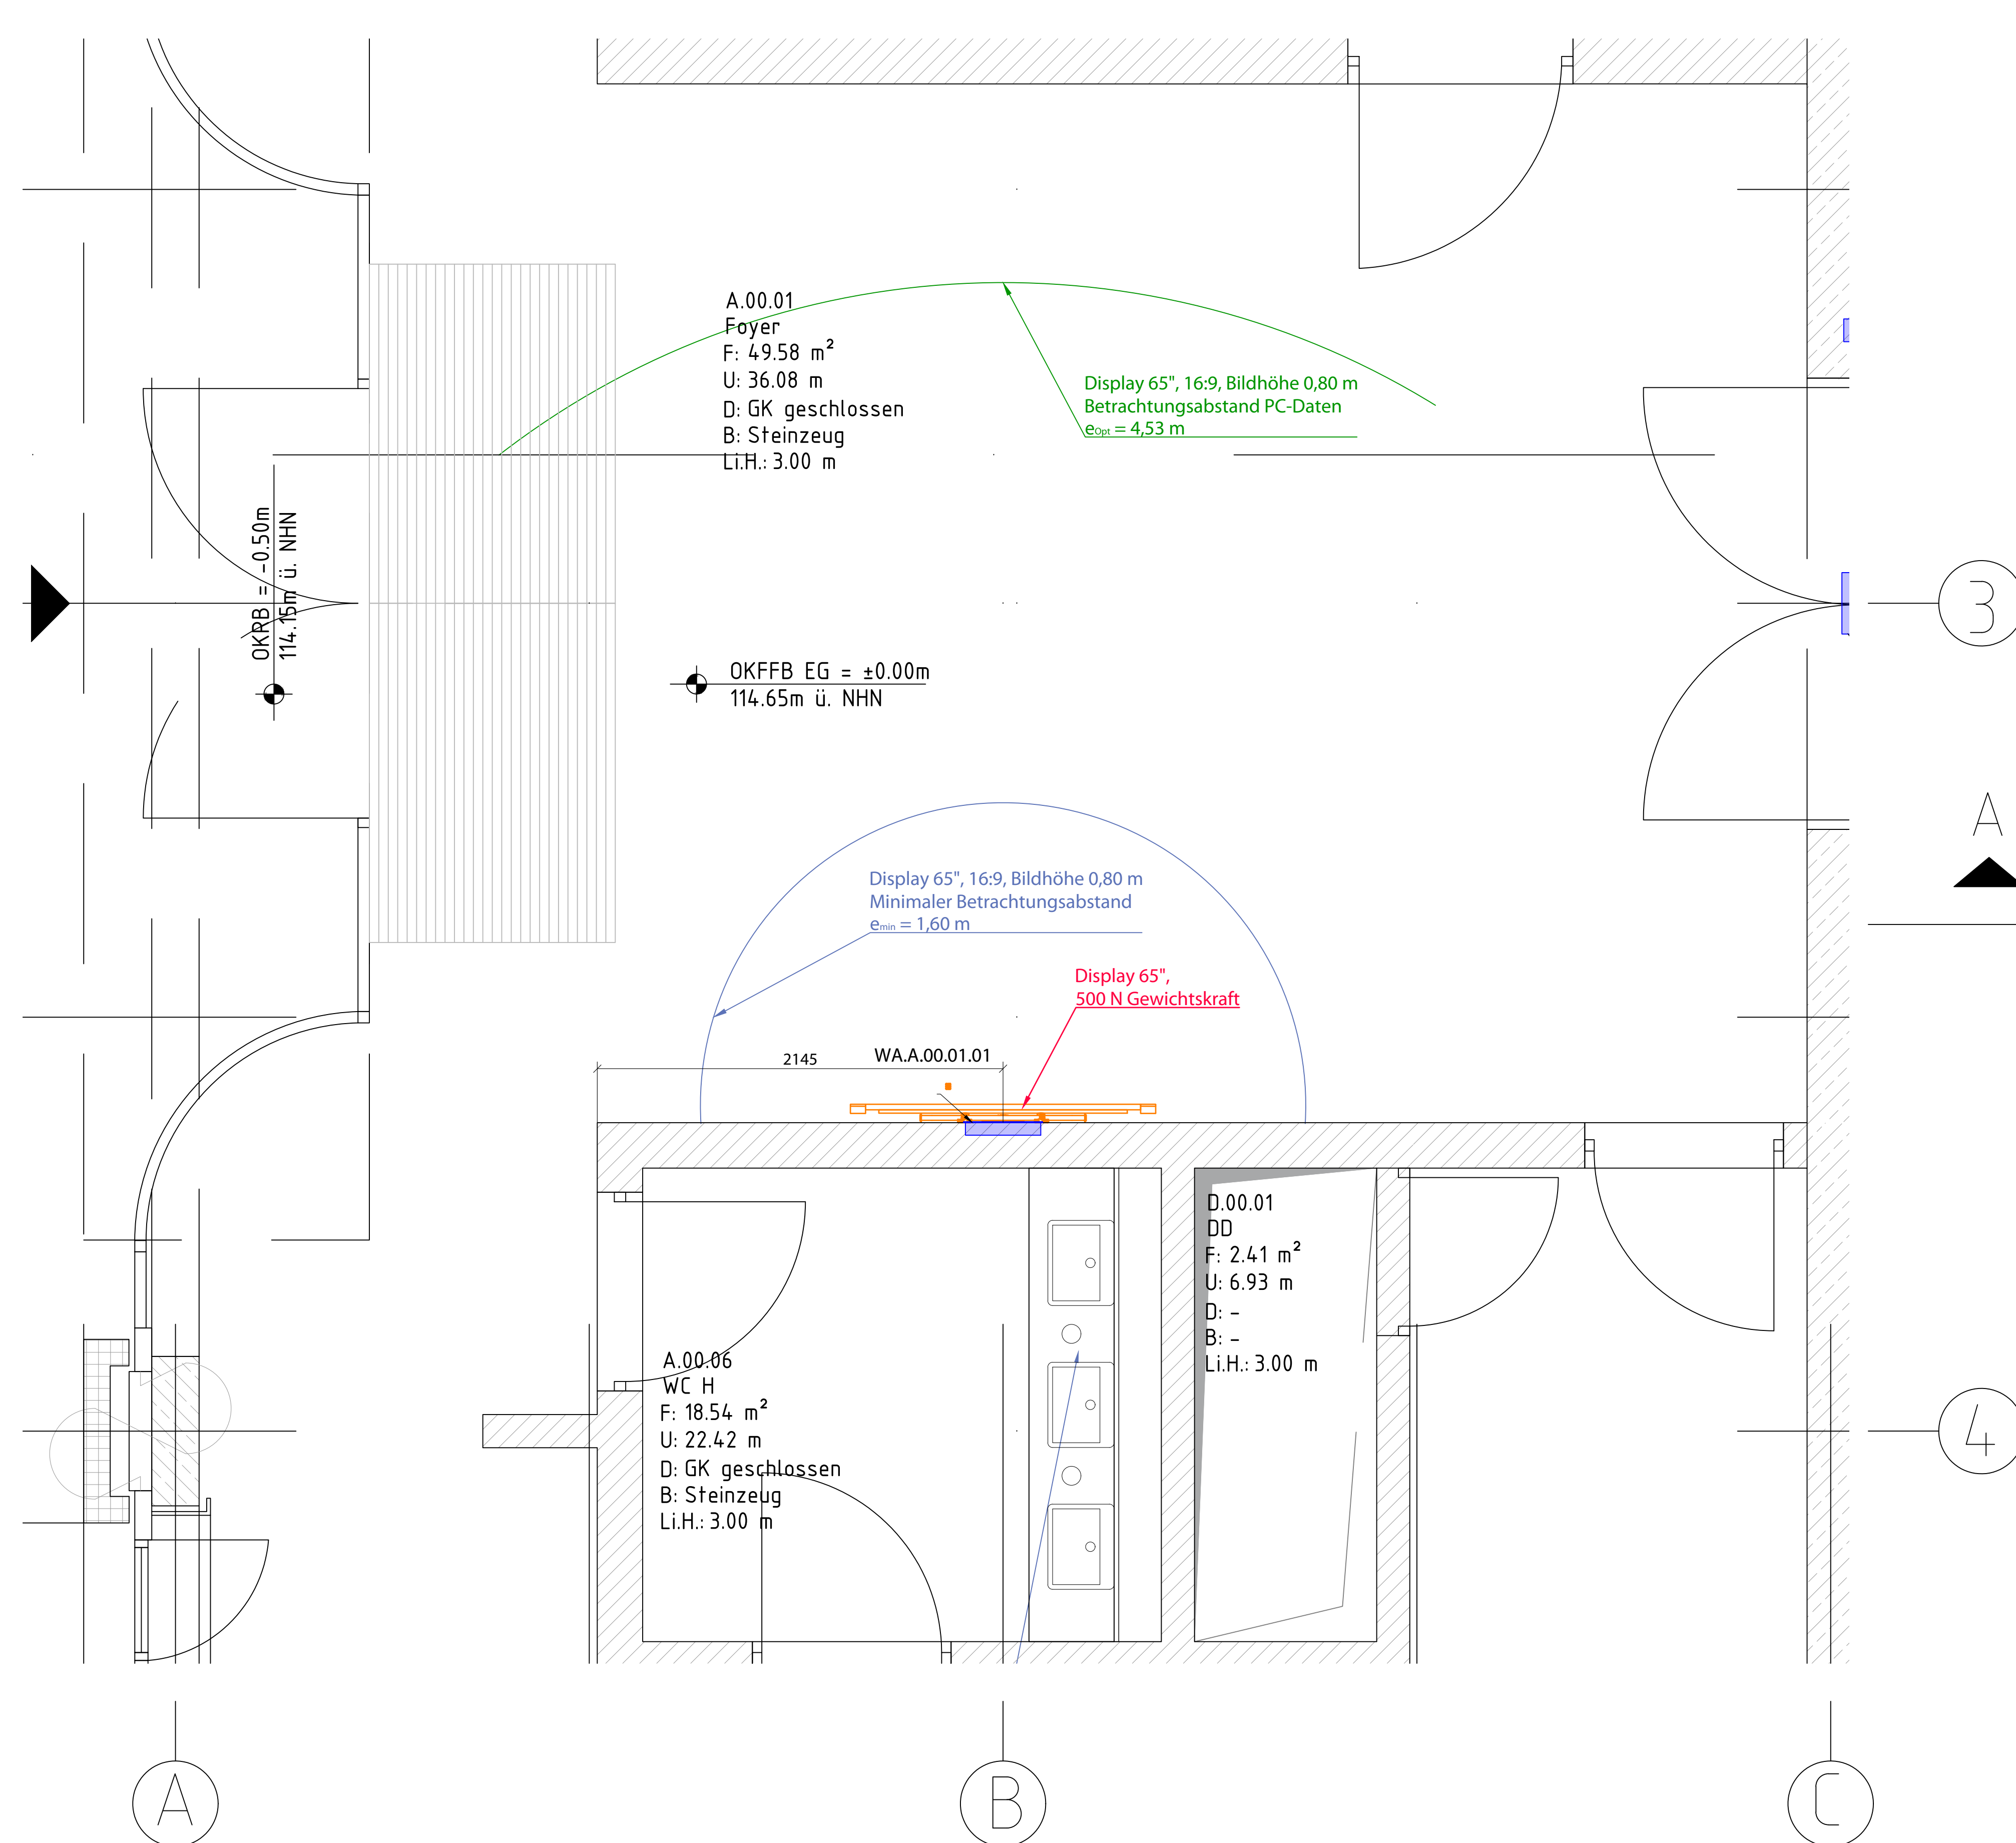 A.00.01
Foyer
F: 49.58 m²
U: 36.08 m
D: GK geschlossen
B: Steinzeug
Li.H.: 3.00 m
Display 65", 16:9, Bildhöhe 0,80 m
Betrachtungsabstand PC-Daten
eOpt = 4,53 m
OKRB = -0.50m
114.15m ü. NHN
OKFFB EG = ±0.00m
114.65m ü. NHN
3
A
Display 65", 16:9, Bildhöhe 0,80 m
Minimaler Betrachtungsabstand
emin = 1,60 m
Display 65",
500 N Gewichtskraft
2145
WA.A.00.01.01
D.00.01
DD
F: 2.41 m²
U: 6.93 m
D: -
B: -
Li.H.: 3.00 m
A.00.06
WC H
F: 18.54 m²
U: 22.42 m
D: GK geschlossen
B: Steinzeug
Li.H.: 3.00 m
4
A
B
C